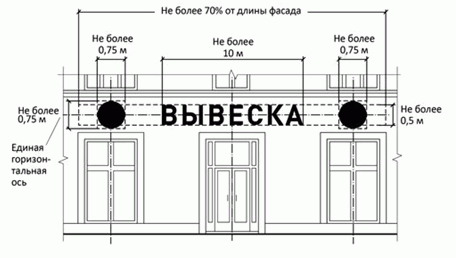 Не более 70% от длины фасада
Не более
0,75 м
Не более
10 м
Не более
0,75 м
Не более
0,75 м
ВЫВЕСКА
Не более
0,5 м
Единая
горизон-
тальная
ось